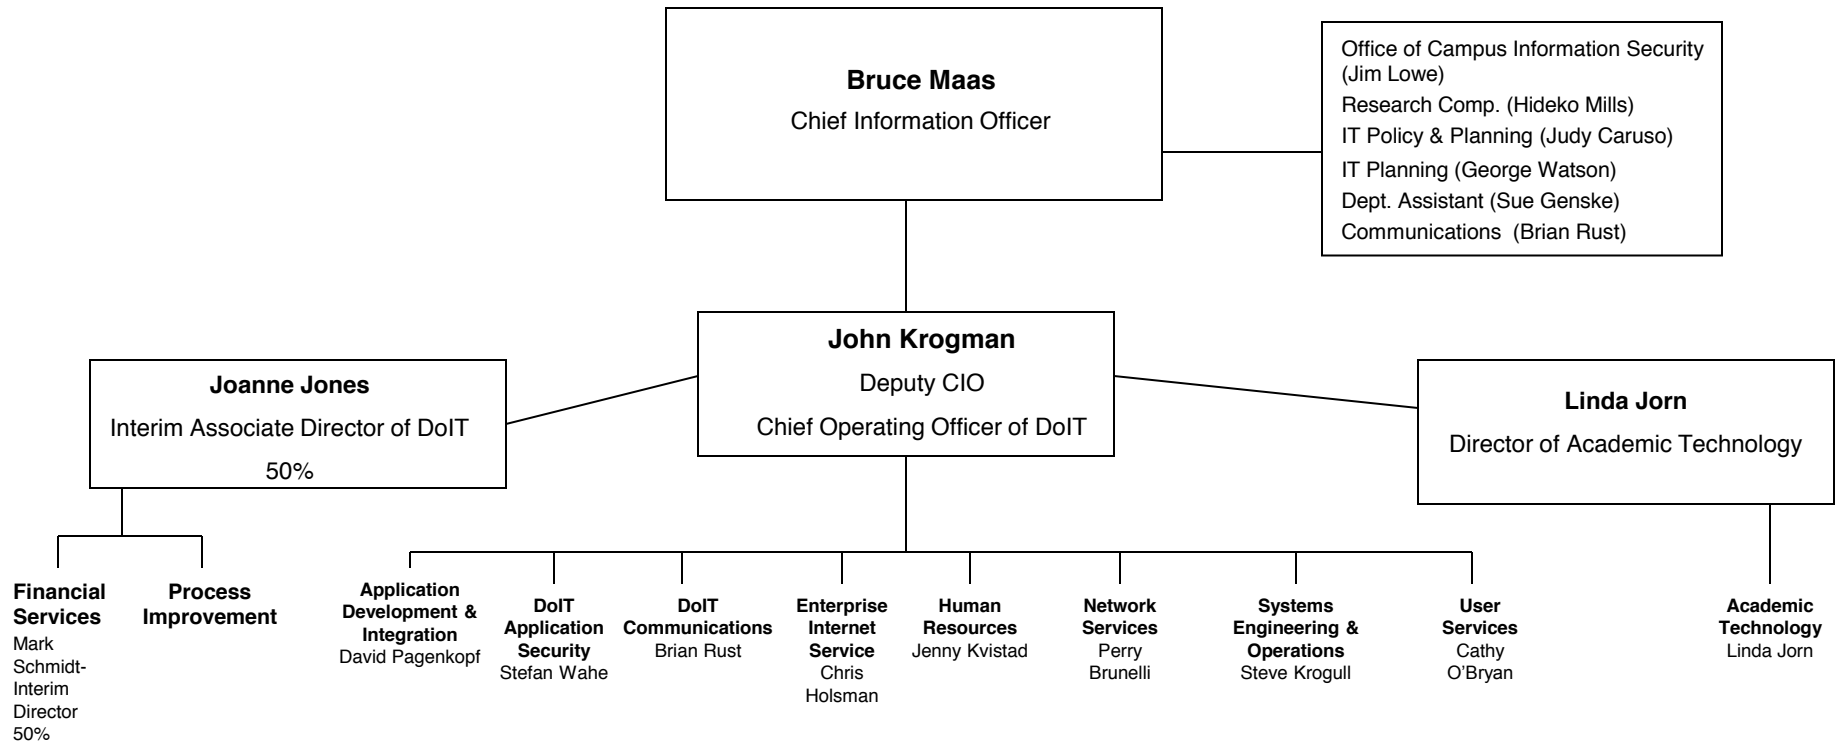 Bruce Maas
Chief Information Officer
Office of Campus Information Security
(Jim Lowe)
Research Comp. (Hideko Mills)
IT Policy & Planning (Judy Caruso)
IT Planning (George Watson)
Dept. Assistant (Sue Genske)
Communications  (Brian Rust)
John Krogman
Deputy CIO
Chief Operating Officer of DoIT
Joanne Jones
Interim Associate Director of DoIT
50%
Linda Jorn
Director of Academic Technology
Financial
Services
Mark
Schmidt-
Interim
Director
50%
Process
Improvement
Application
Development &
Integration
David Pagenkopf
DoIT
Application
Security
Stefan Wahe
DoIT
Communications
Brian Rust
Enterprise
Internet
Service
Chris
Holsman
Human
Resources
Jenny Kvistad
Network
Services
Perry
Brunelli
Systems
Engineering &
Operations
Steve Krogull
User
Services
Cathy
O’Bryan
Academic
Technology
Linda Jorn